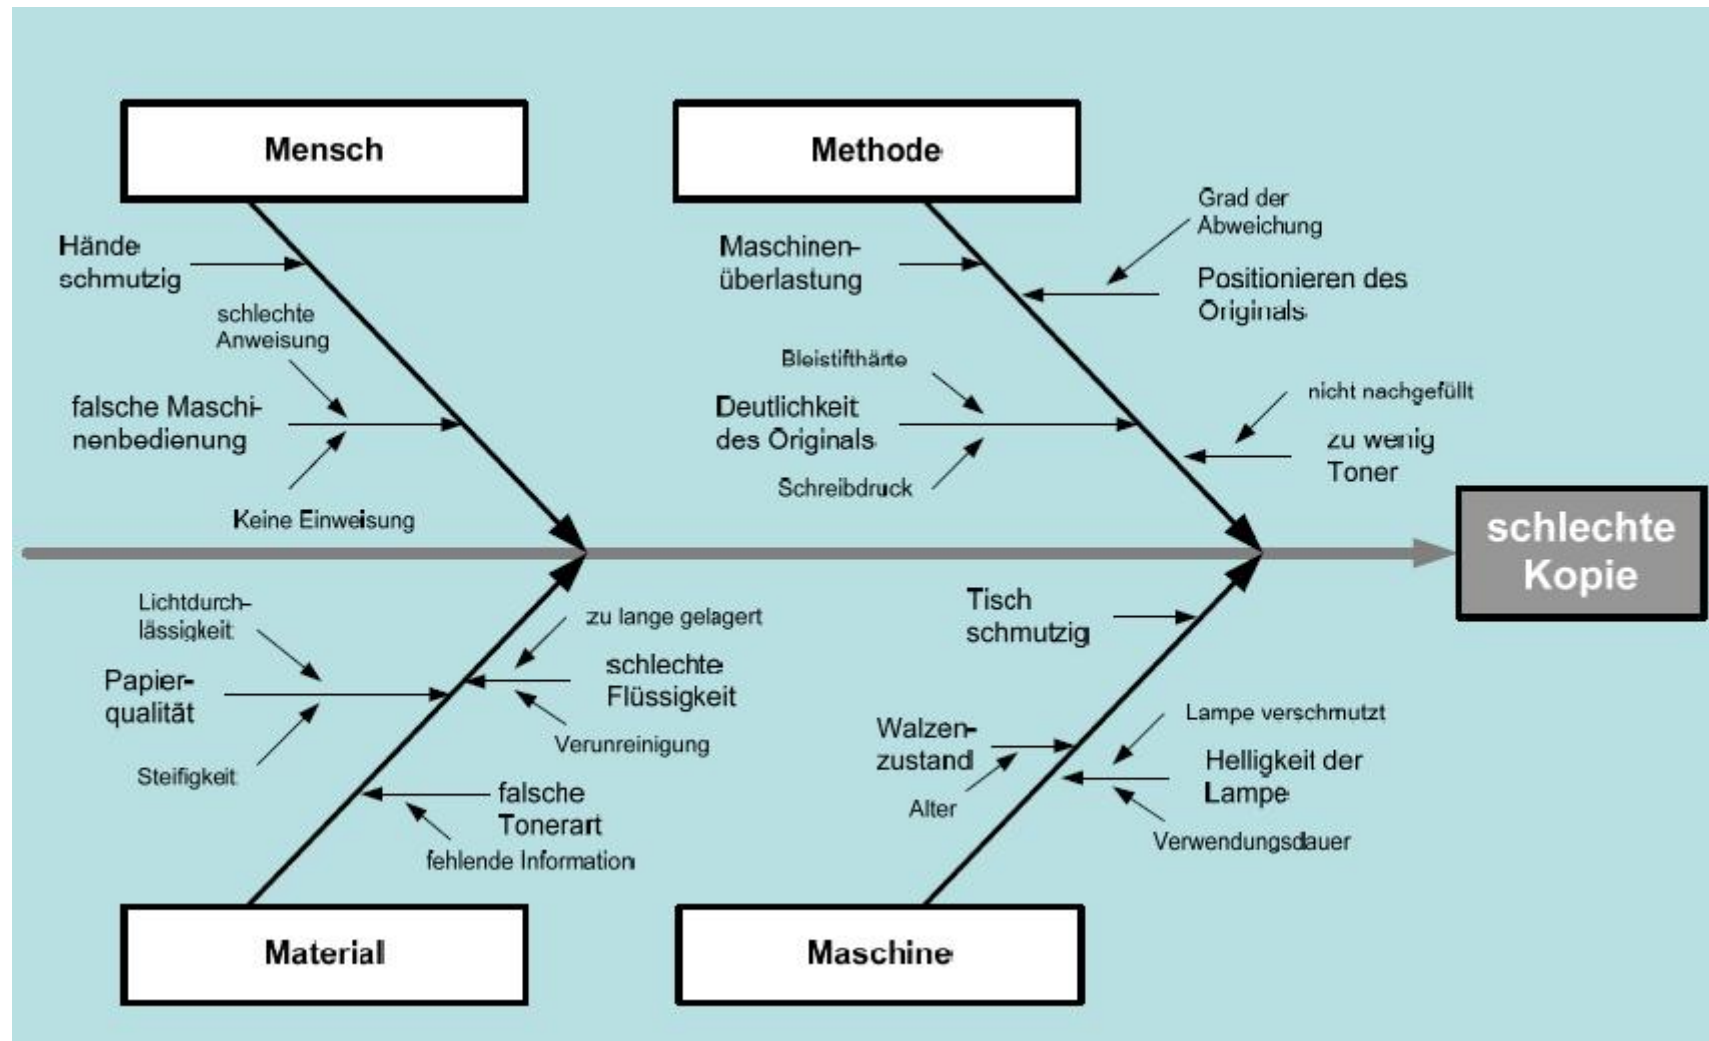 Mensch
Hände
schmutzig
schlechte
Anweisung
falsche Maschi-
nenbedienung
Keine Einweisung
Methode
Maschinen-
überlastung
Grad der
Abweichung
Positionieren des
Originals
Bleistifthärte
Deutlichkeit
des Originals
Schreibdruck
nicht nachgefüllt
zu wenig
Toner
schlechte
Kopie
Lichtdurch-
lässigkeit
Papier-
qualität
Steifigkeit
zu lange gelagert
schlechte
Flüssigkeit
Verunreinigung
falsche
Tonerart
fehlende Information
Material
Tisch
schmutzig
Walzen-
zustand
Alter
Lampe verschmutzt
Helligkeit der
Lampe
Verwendungsdauer
Maschine